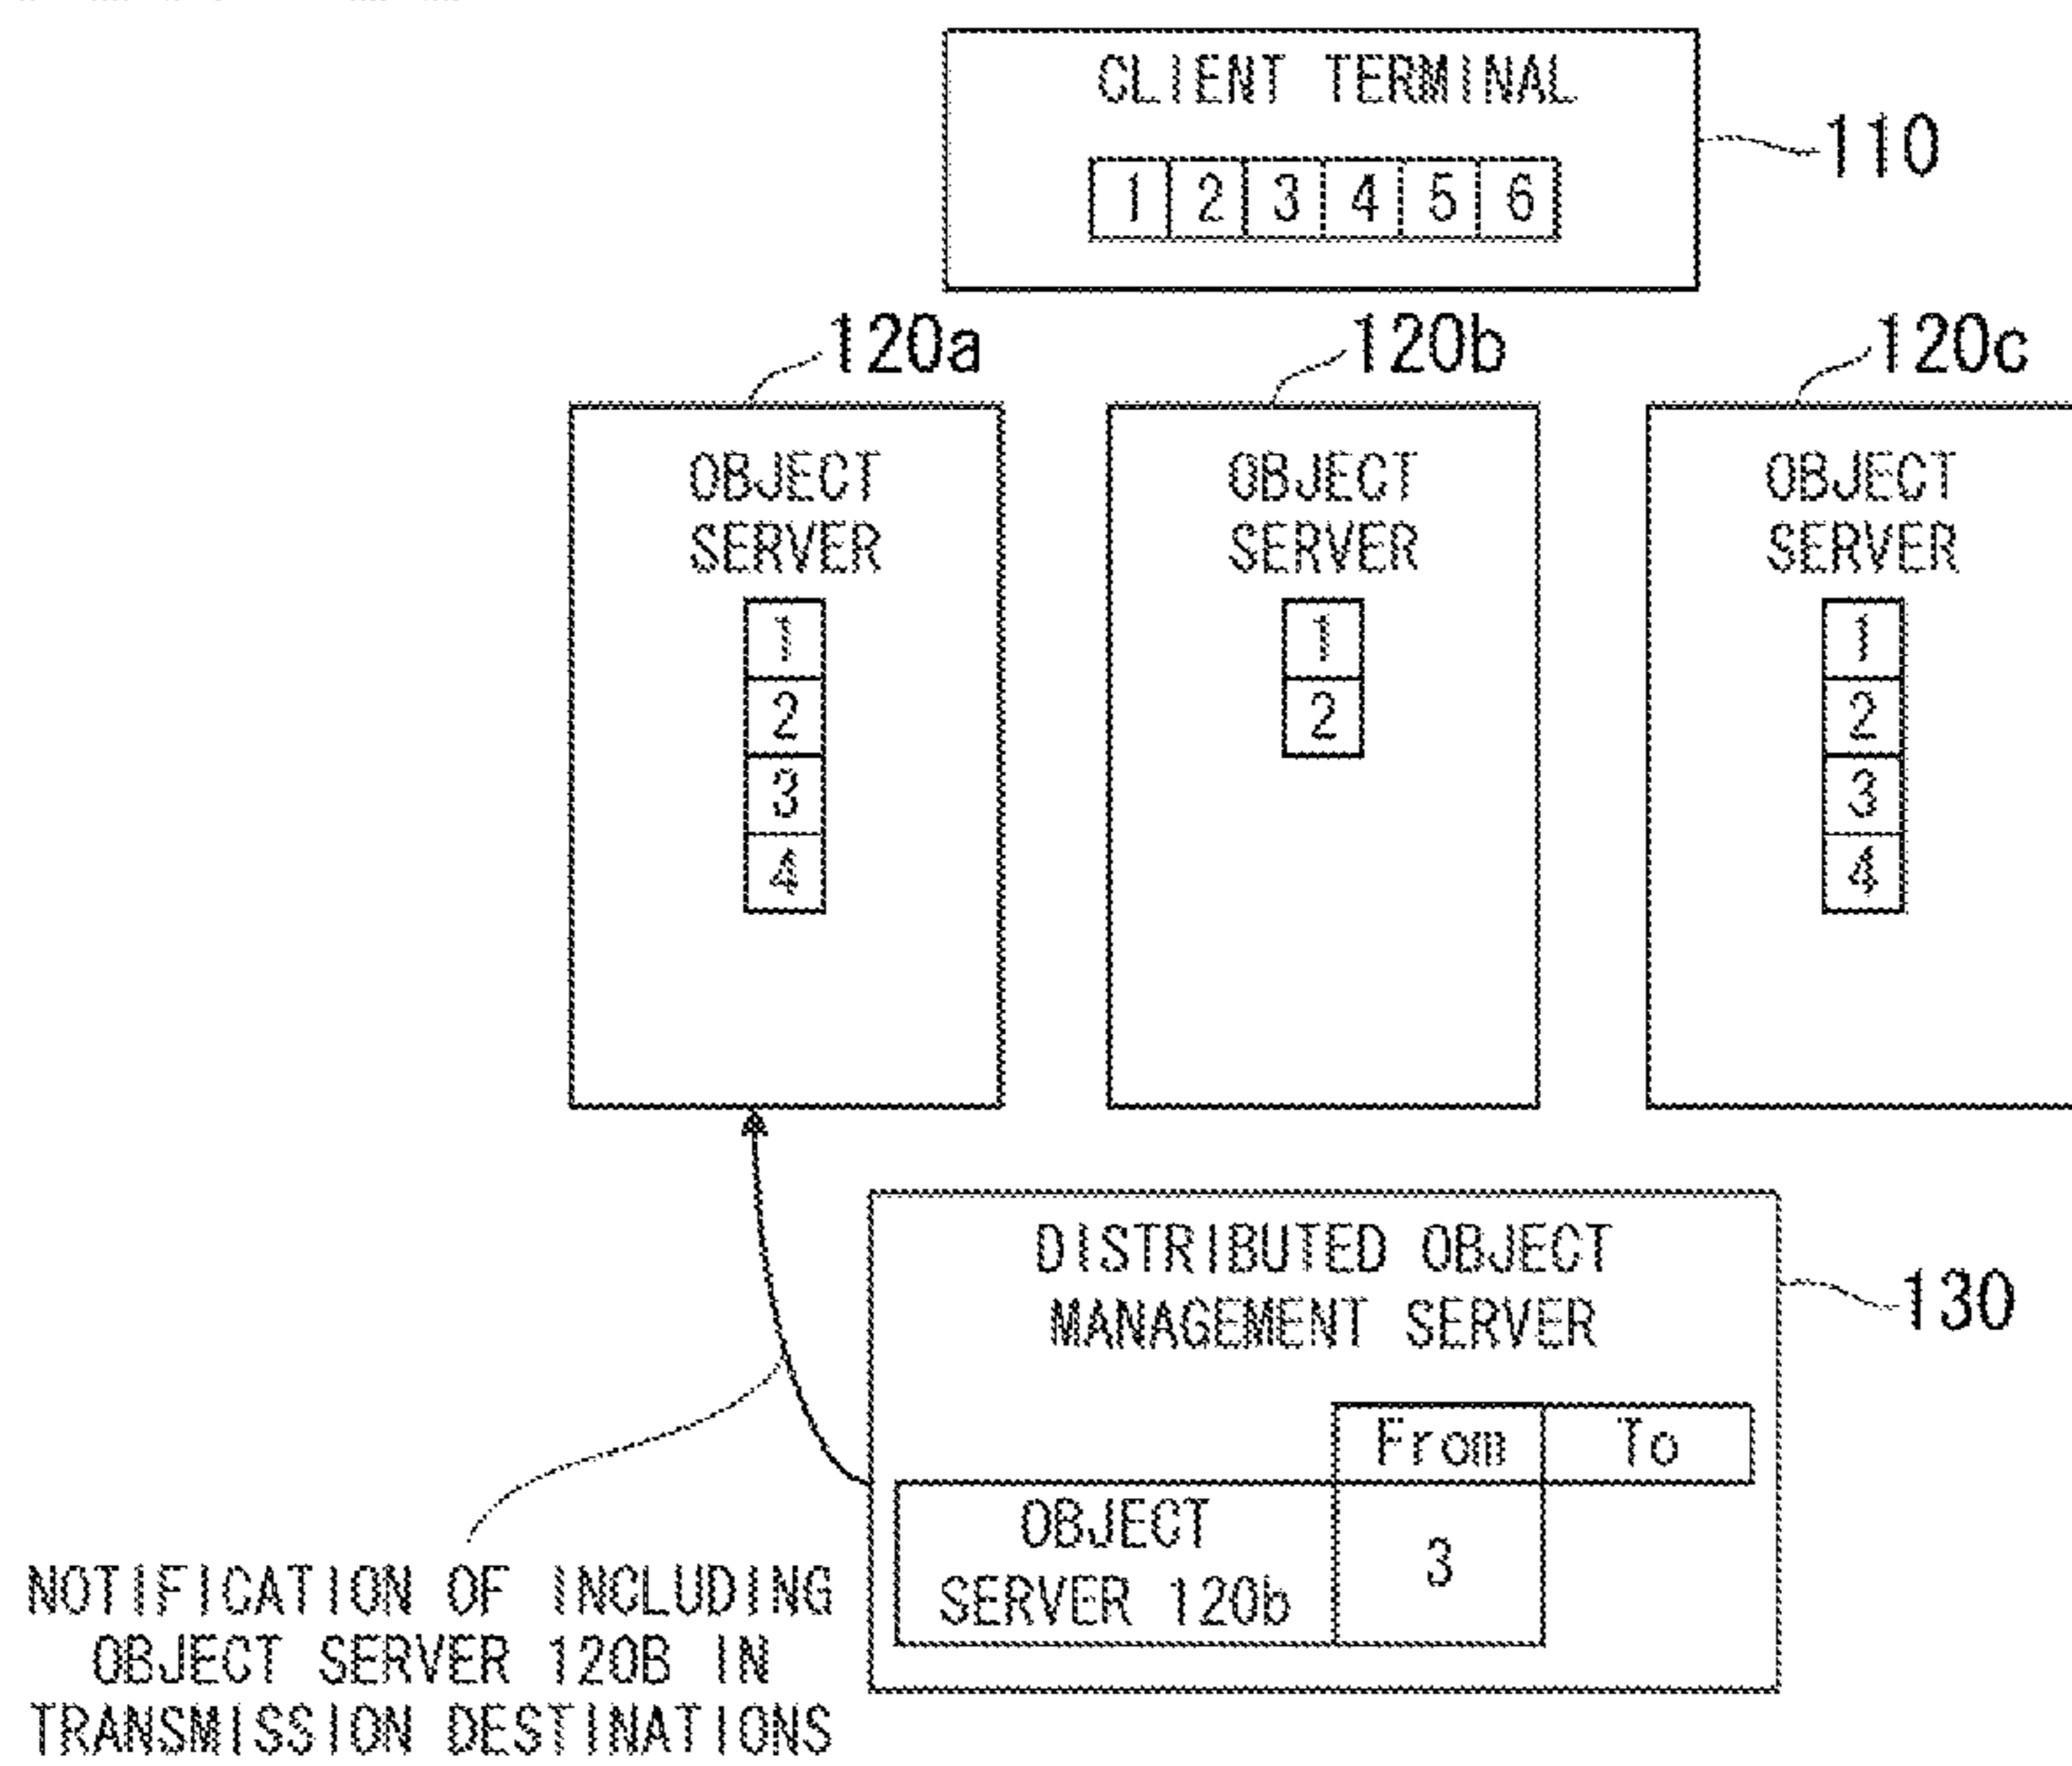 CLIENT TERMINAL
1 2 3 4 5 6
110
120a
120b
120c
OBJECT
SERVER
1
2
3
4
OBJECT
SERVER
1
2
OBJECT
SERVER
1
2
3
4
DISTRIBUTED OBJECT
MANAGEMENT SERVER
130
From To
OBJECT
SERVER 120b
3
NOTIFICATION OF INCLUDING
OBJECT SERVER 120B IN
TRANSMISSION DESTINATIONS